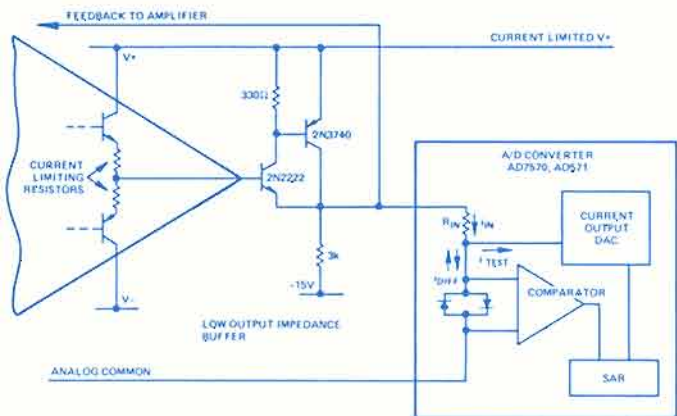 FEEDBACK TO AMPLIFIER
CURRENT LIMITED V+
V+
330Ω
2N3740
A/D CONVERTER
AD7570, AD571
CURRENT
LIMITING
RESISTORS
2N2222
CURRENT
OUTPUT
DAC
RIN
IIN
ITEST
3k
IDIFF
-15V
COMPARATOR
V-
LOW OUTPUT IMPEDANCE
BUFFER
ANALOG COMMON
SAR